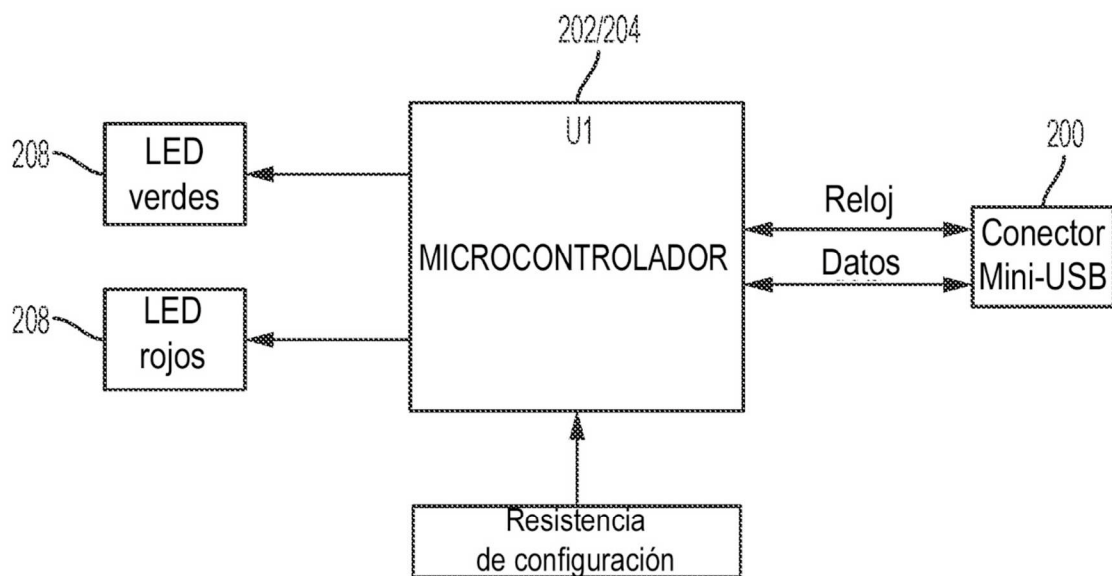 202/204
U1
208
LED
verdes
200
Reloj
Conector
Mini-USB
MICROCONTROLADOR
Datos
208
LED
rojos
Resistencia
de configuración